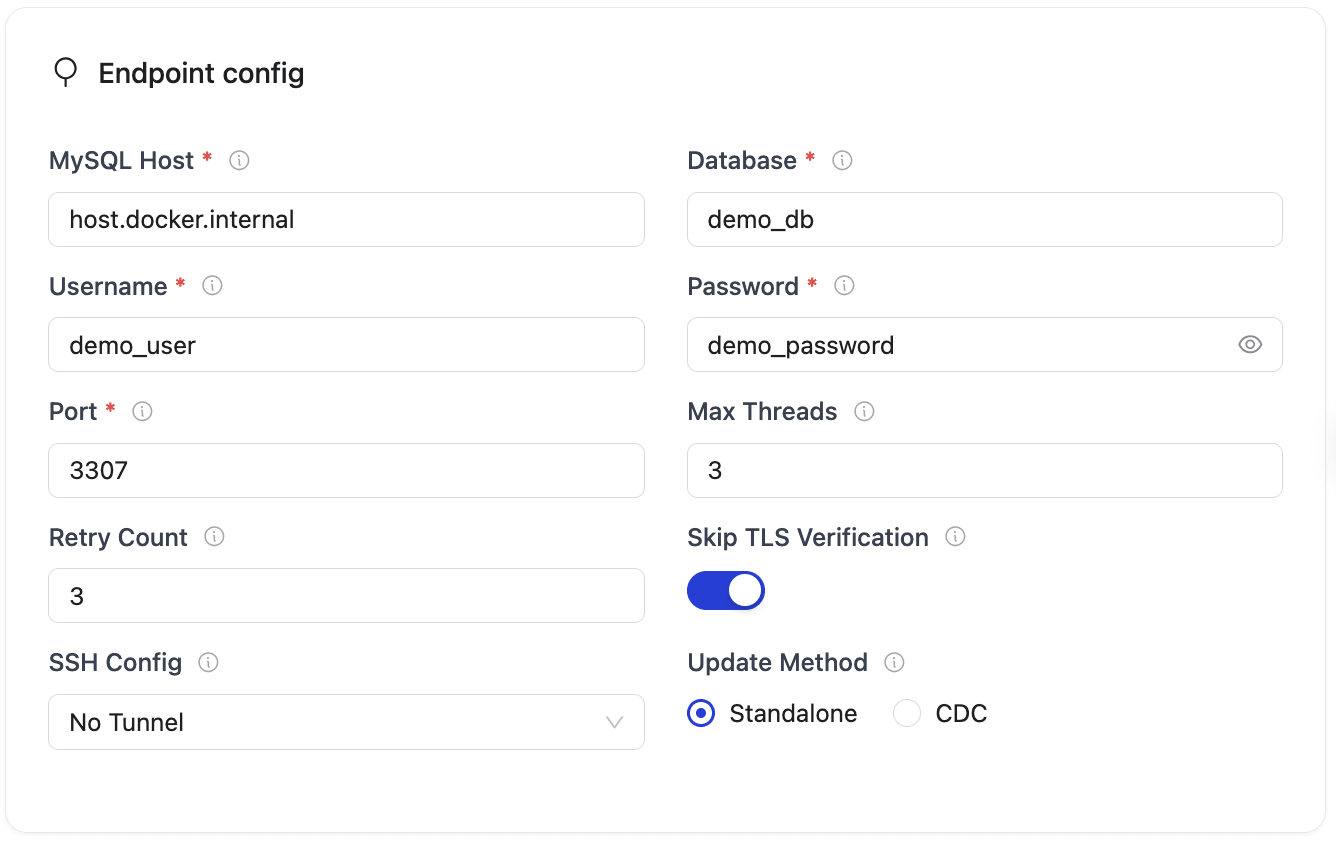 Endpoint config
MySQL Host * Database *
host.docker.internal demo_db
Username * Password *
demo_user demo_password
Port * Max Threads
3307 3
Retry Count Skip TLS Verification
3
SSH Config Update Method
No Tunnel Standalone CDC